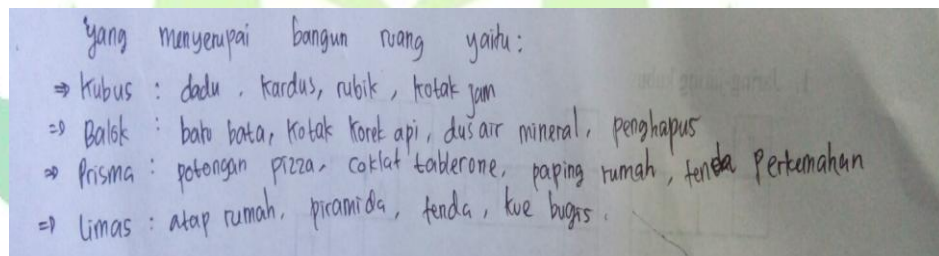 yang menyerupai bangun ruang yaitu :
⇒ Kubus : dadu, kardus, rubik, kotak jam
⇒ Balok : batu bata, kotak korek api, dus air mineral, penghapus
⇒ Prisma : potongan pizza, coklat tablerone, paping rumah, tenda Perkemahan
⇒ Limas : atap rumah, piramida, tenda, kue bugis.